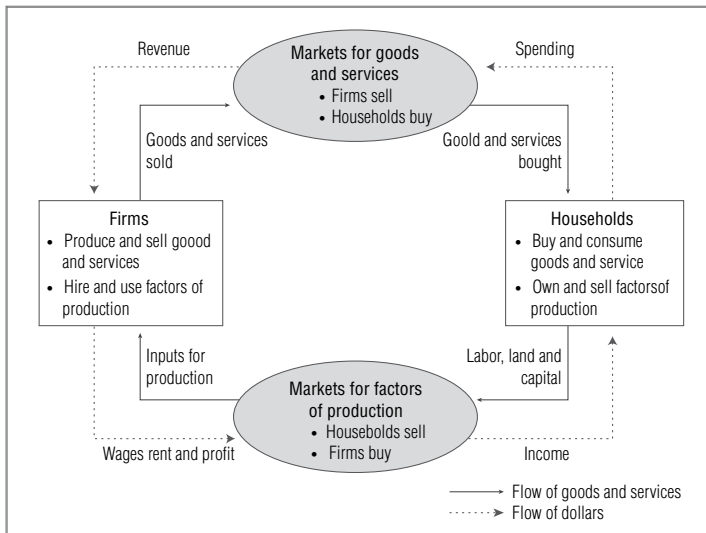 Revenue
Markets for goods
and services
• Firms sell
• Households buy
Spending
Goods and services
sold
Goold and services
bought
Firms
• Produce and sell goood
and services
• Hire and use factors of
production
Households
• Buy and consume
goods and service
• Own and sell factorsof
production
Inputs for
production
Labor, land and
capital
Markets for factors
of production
• Households sell
• Firms buy
Wages rent and profit
Income
Flow of goods and services
Flow of dollars